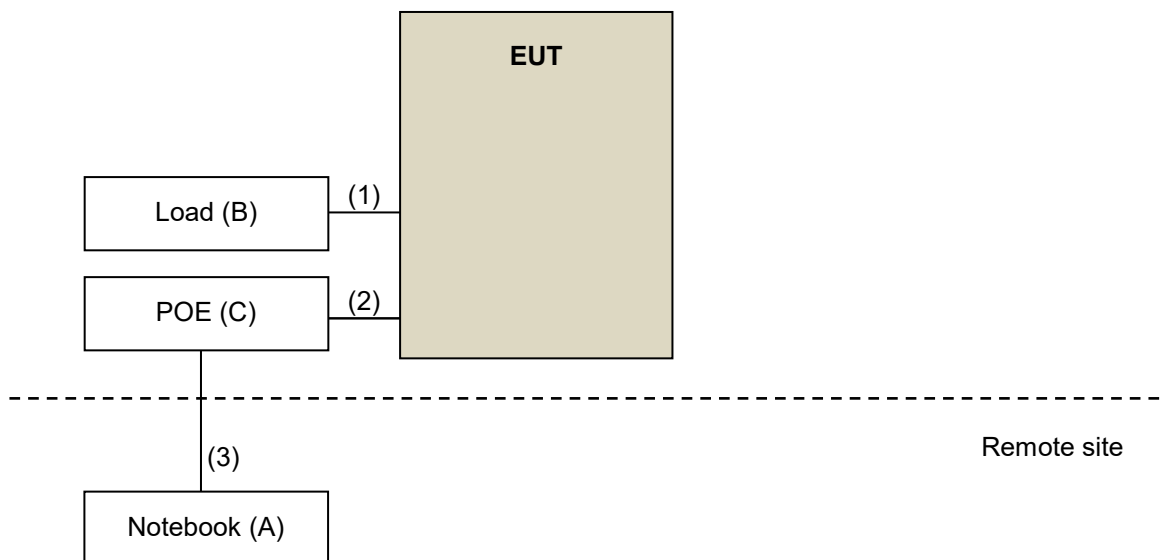 EUT
Load (B)
(1)
POE (C)
(2)
Remote site
(3)
Notebook (A)